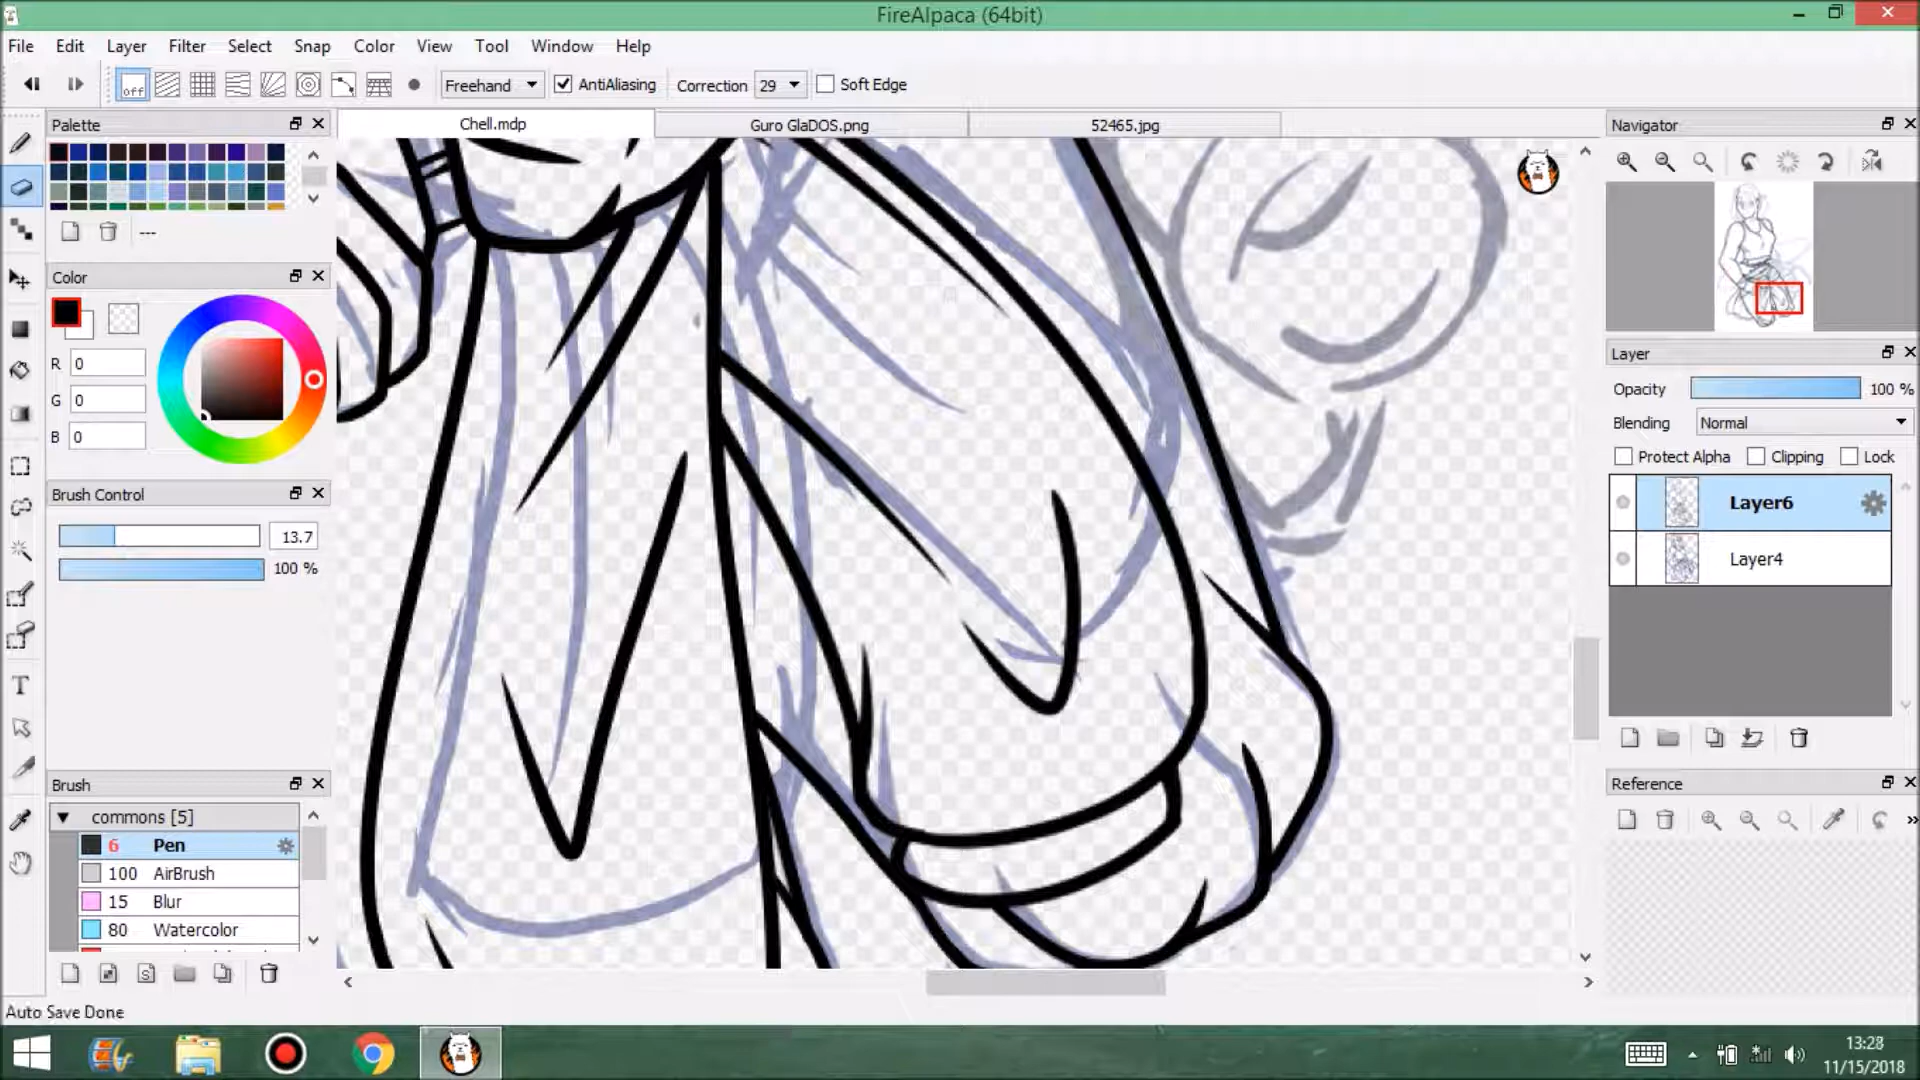 FireAlpaca (64bit)
File Edit Layer Filter Select Snap Color View Tool Window Help
off Freehand AntiAliasing Correction 29 Soft Edge
Palette
---
Color
R 0
G 0
B 0
Brush Control
13.7
100 %
Brush
commons [5]
6 Pen
100 AirBrush
15 Blur
80 Watercolor
Auto Save Done
Chell.mdp Guro GlaDOS.png 52465.jpg
Navigator
Layer
Opacity 100 %
Blending Normal
Protect Alpha Clipping Lock
Layer6
Layer4
Reference
13:28
11/15/2018